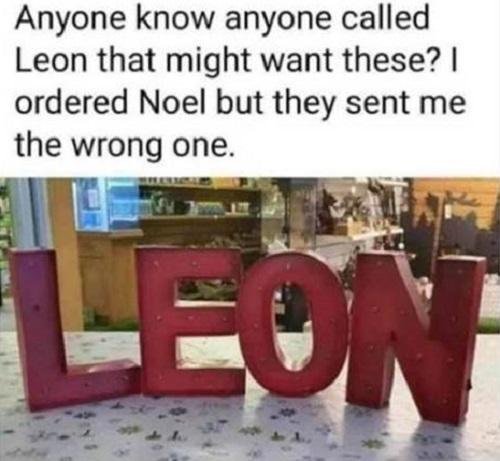 Anyone know anyone called
Leon that might want these? I
ordered Noel but they sent me
the wrong one.
LEON